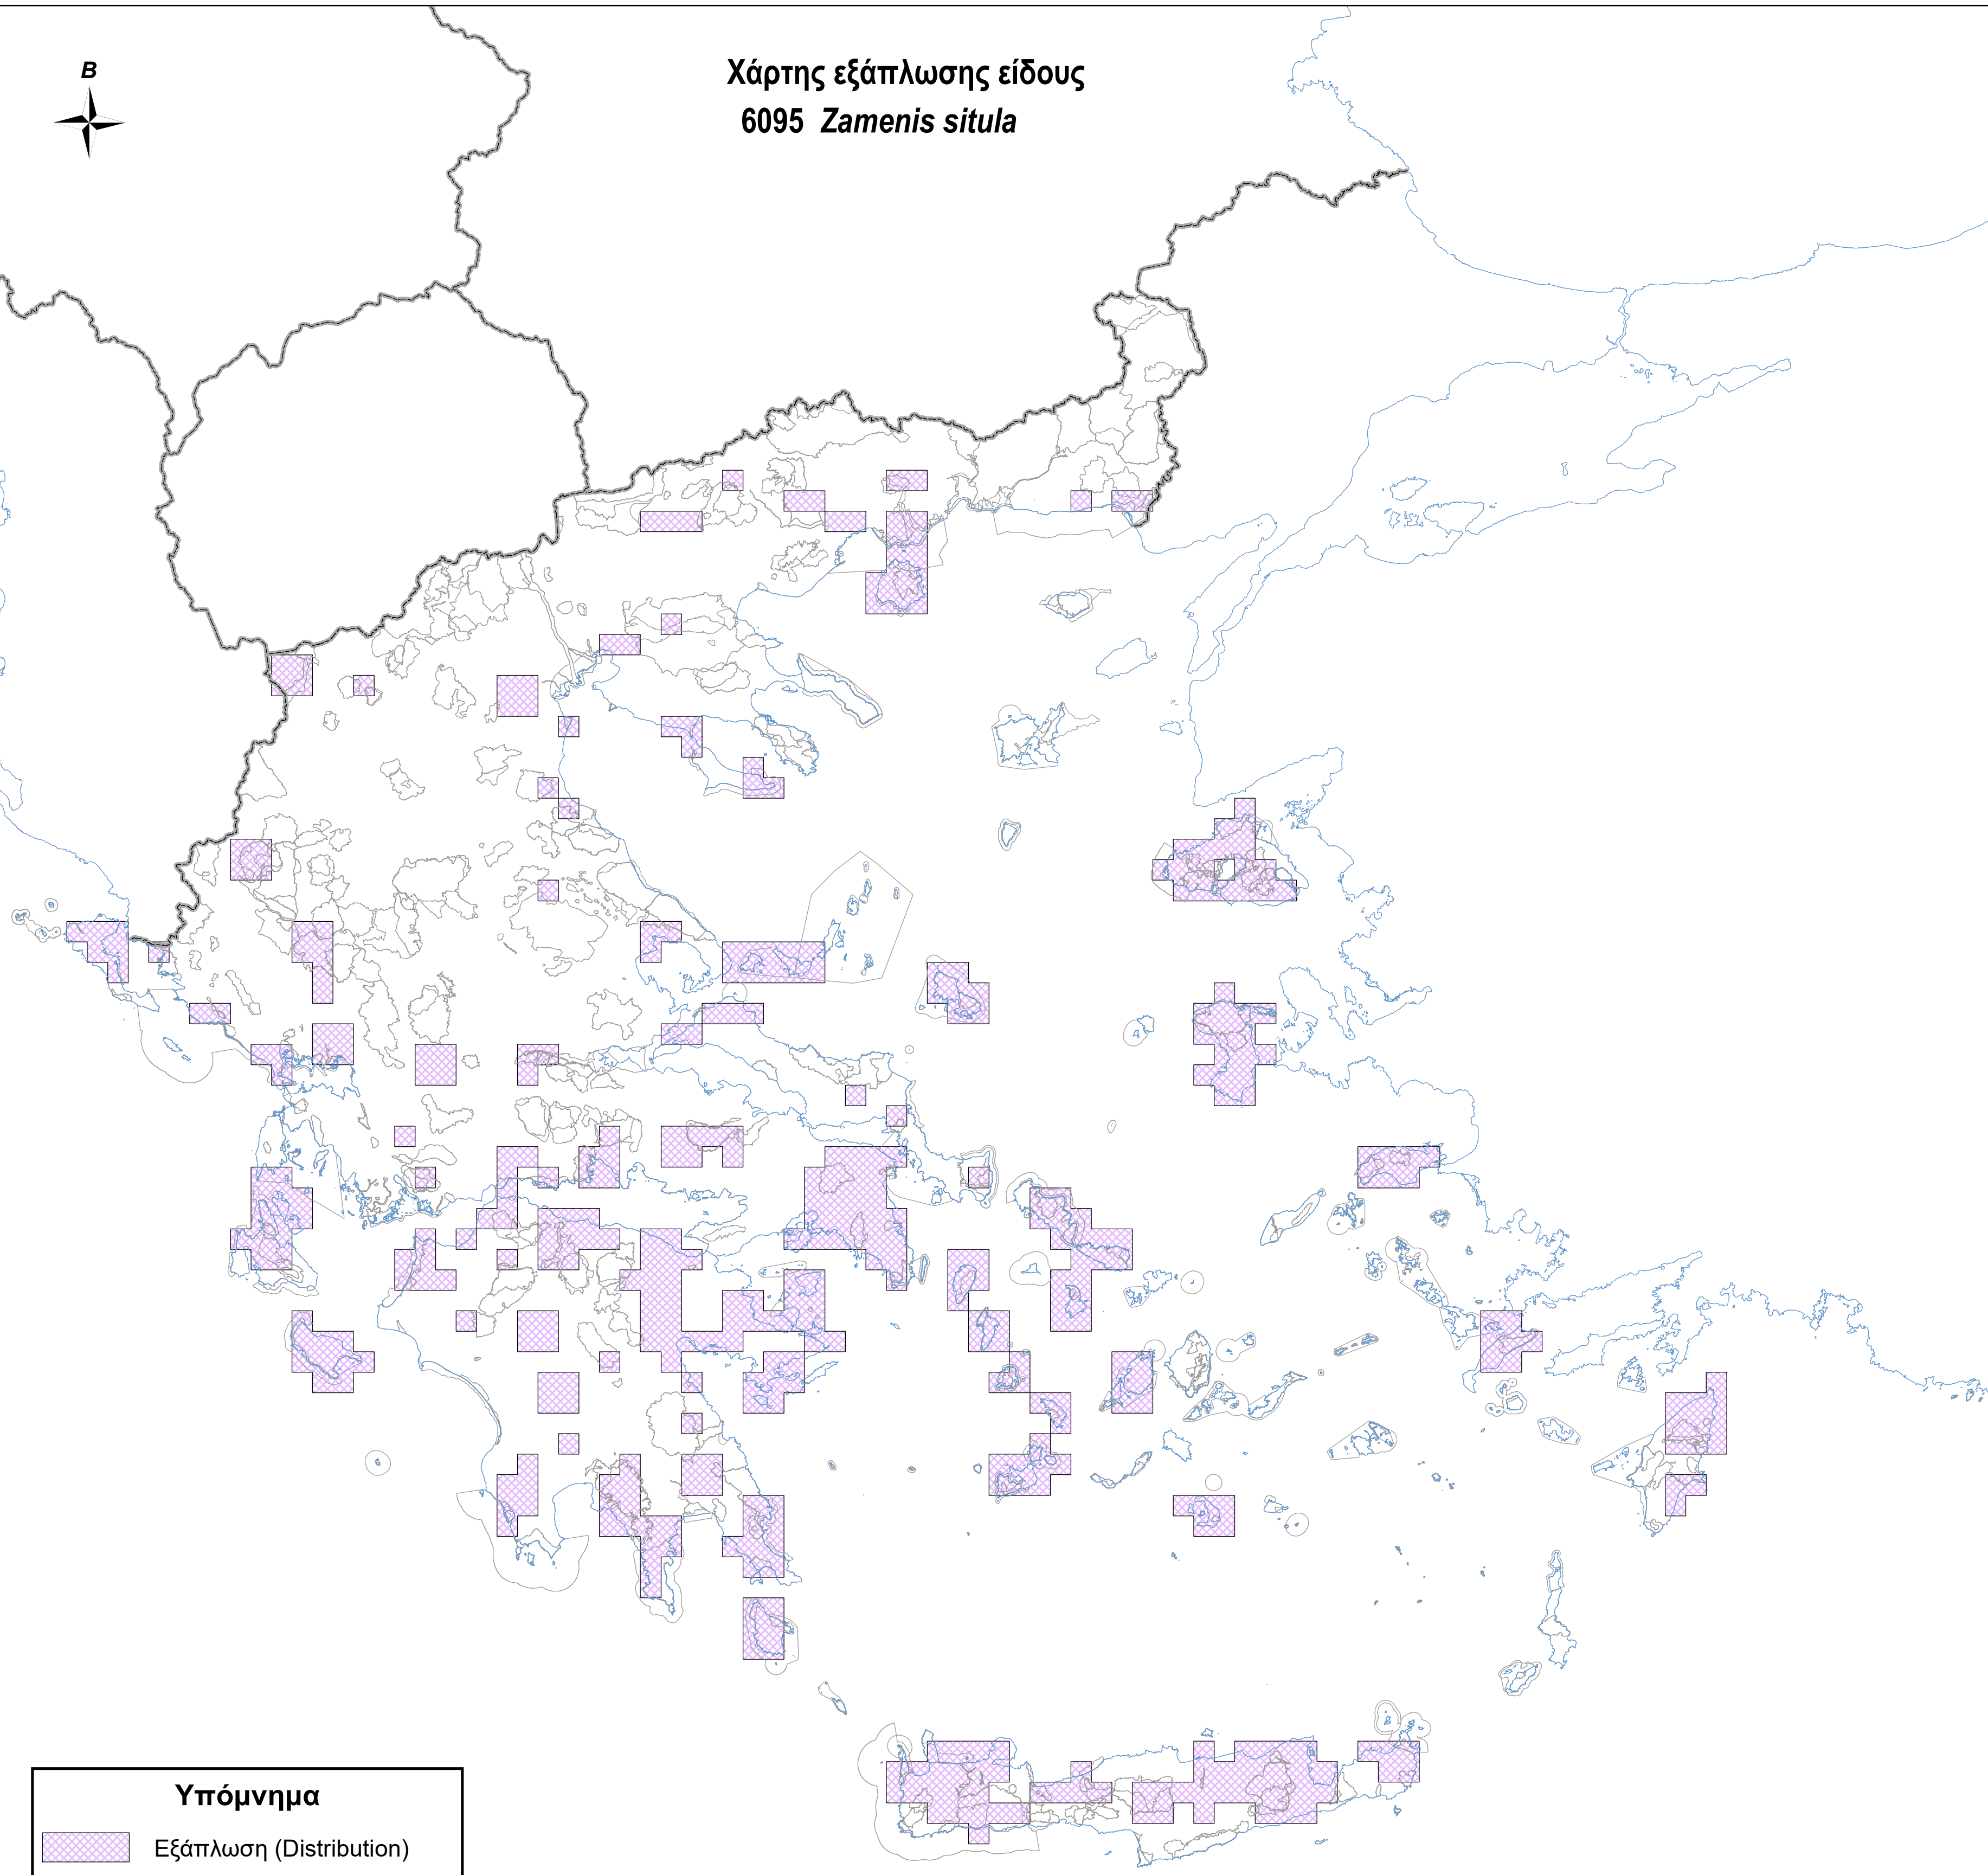 Β
Χάρτης εξάπλωσης είδους
6095 Zamenis situla
Υπόμνημα
Εξάπλωση (Distribution)